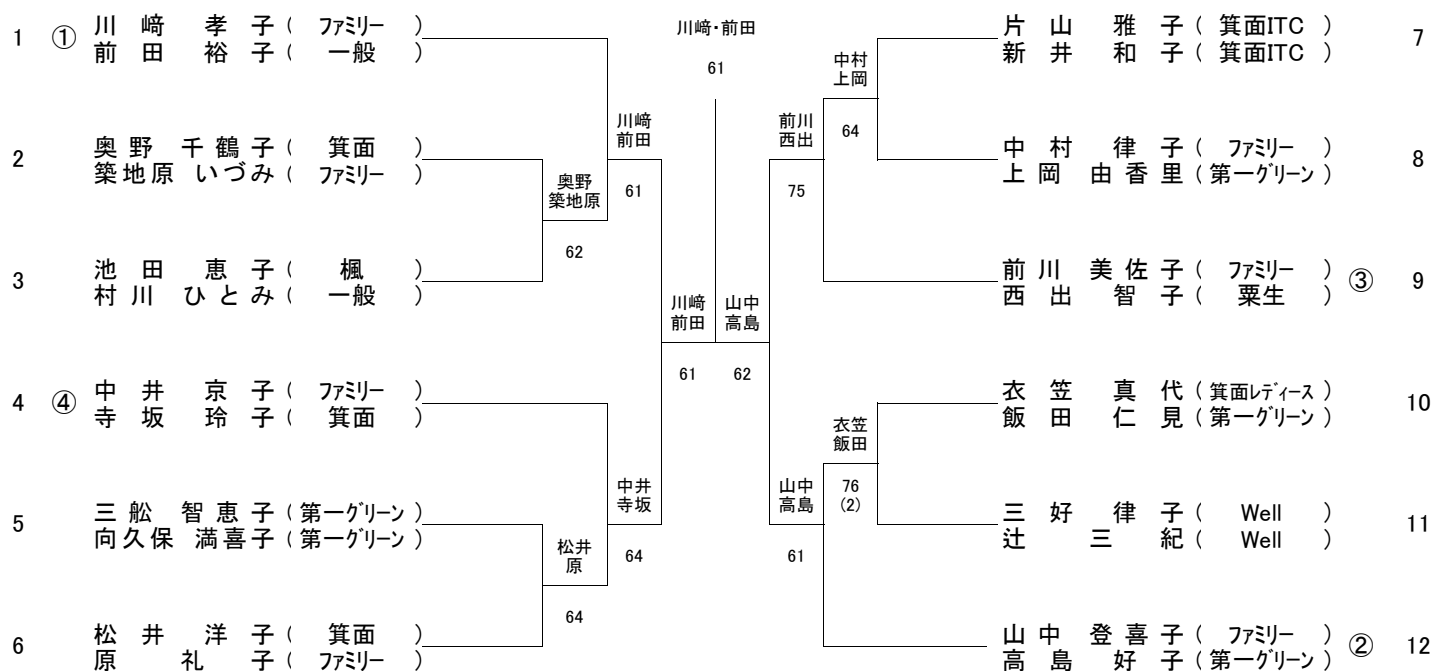 川﨑・前田
61
1 ① 川﨑 孝子 ( ファミリー )
前田 裕子 ( 一般 )
2 奥野 千鶴子 ( 箕面 )
築地原 いづみ ( ファミリー )
3 池田 恵子 ( 楓 )
村川 ひとみ ( 一般 )
4 ④ 中井 京子 ( ファミリー )
寺坂 玲子 ( 箕面 )
5 三舩 智恵子 ( 第一グリーン )
向久保 満喜子 ( 第一グリーン )
6 松井 洋子 ( 箕面 )
原 礼子 ( ファミリー )
奥野
築地原
62
松井
原
64
川﨑
前田
61
中井
寺坂
64
川﨑
前田
61
山中
高島
62
前川
西出
75
山中
高島
61
中村
上岡
64
衣笠
飯田
76
(2)
片山 雅子 ( 箕面ITC ) 7
新井 和子 ( 箕面ITC )
中村 律子 ( ファミリー ) 8
上岡 由香里 ( 第一グリーン )
前川 美佐子 ( ファミリー ) ③ 9
西出 智子 ( 粟生 )
衣笠 真代 ( 箕面レディース ) 10
飯田 仁見 ( 第一グリーン )
三好 律子 ( Well ) 11
辻 三紀 ( Well )
山中 登喜子 ( ファミリー ) ② 12
高島 好子 ( 第一グリーン )